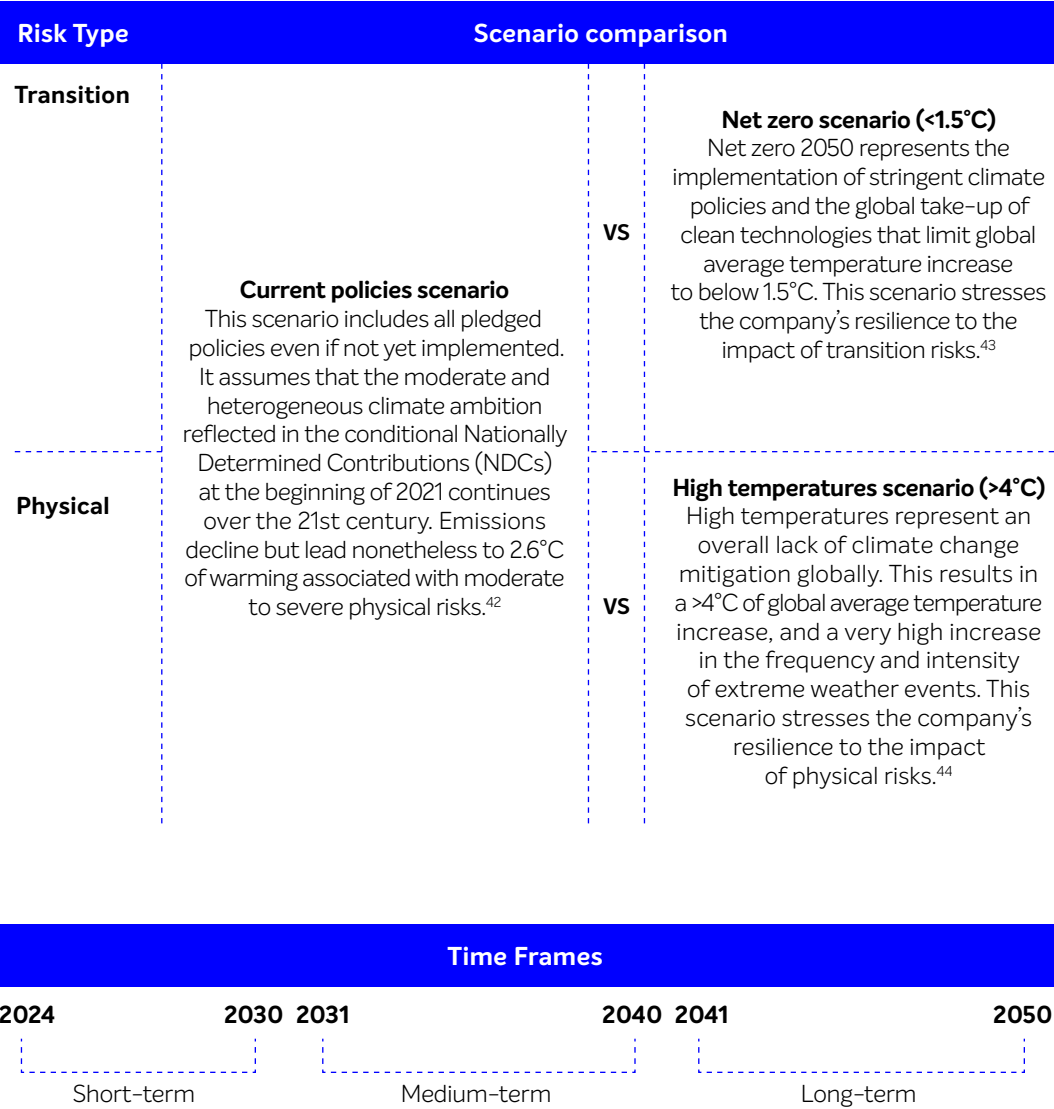 Risk Type
Scenario comparison
Transition
Current policies scenario
This scenario includes all pledged
policies even if not yet implemented.
It assumes that the moderate and
heterogeneous climate ambition
reflected in the conditional Nationally
Determined Contributions (NDCs)
at the beginning of 2021 continues
over the 21st century. Emissions
decline but lead nonetheless to 2.6°C
of warming associated with moderate
to severe physical risks.42
VS
Net zero scenario (<1.5°C)
Net zero 2050 represents the
implementation of stringent climate
policies and the global take-up of
clean technologies that limit global
average temperature increase
to below 1.5°C. This scenario stresses
the company's resilience to the
impact of transition risks.43
Physical
VS
High temperatures scenario (>4°C)
High temperatures represent an
overall lack of climate change
mitigation globally. This results in
a >4°C of global average temperature
increase, and a very high increase
in the frequency and intensity
of extreme weather events. This
scenario stresses the company's
resilience to the impact
of physical risks.44
Time Frames
2024 2030 2031 2040 2041 2050
Short-term Medium-term Long-term